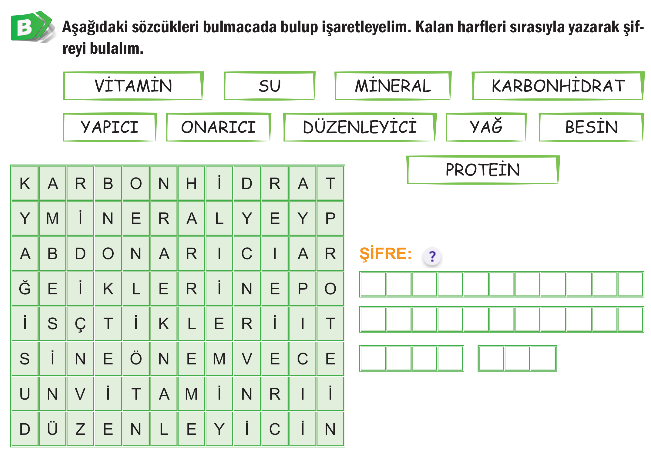 B
Aşağıdaki sözcükleri bulmacada bulup işaretleyelim. Kalan harfleri sırasıyla yazarak şif-
reyi bulalım.
VİTAMİN SU MİNERAL KARBONHİDRAT
YAPICI ONARICI DÜZENLEYİCİ YAĞ BESİN
PROTEİN
K A R B O N H İ D R A T
Y M İ N E R A L Y E Y P
A B D O N A R I C I A R
Ğ E İ K L E R İ N E P O
İ S Ç T İ K L E R İ I T
S İ N E Ö N E M V E C E
U N V İ T A M İ N R I İ
D Ü Z E N L E Y İ C İ N
ŞİFRE: ?